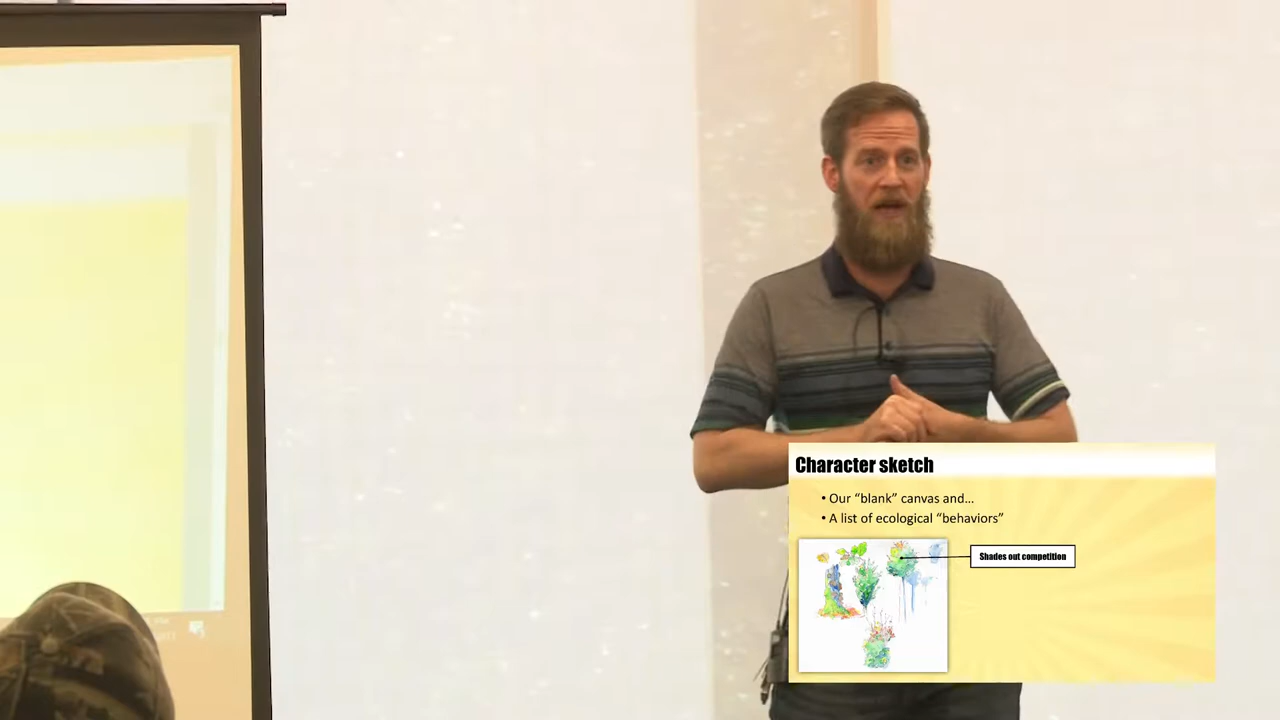 Character sketch
• Our “blank” canvas and...
• A list of ecological “behaviors”
Shades out competition